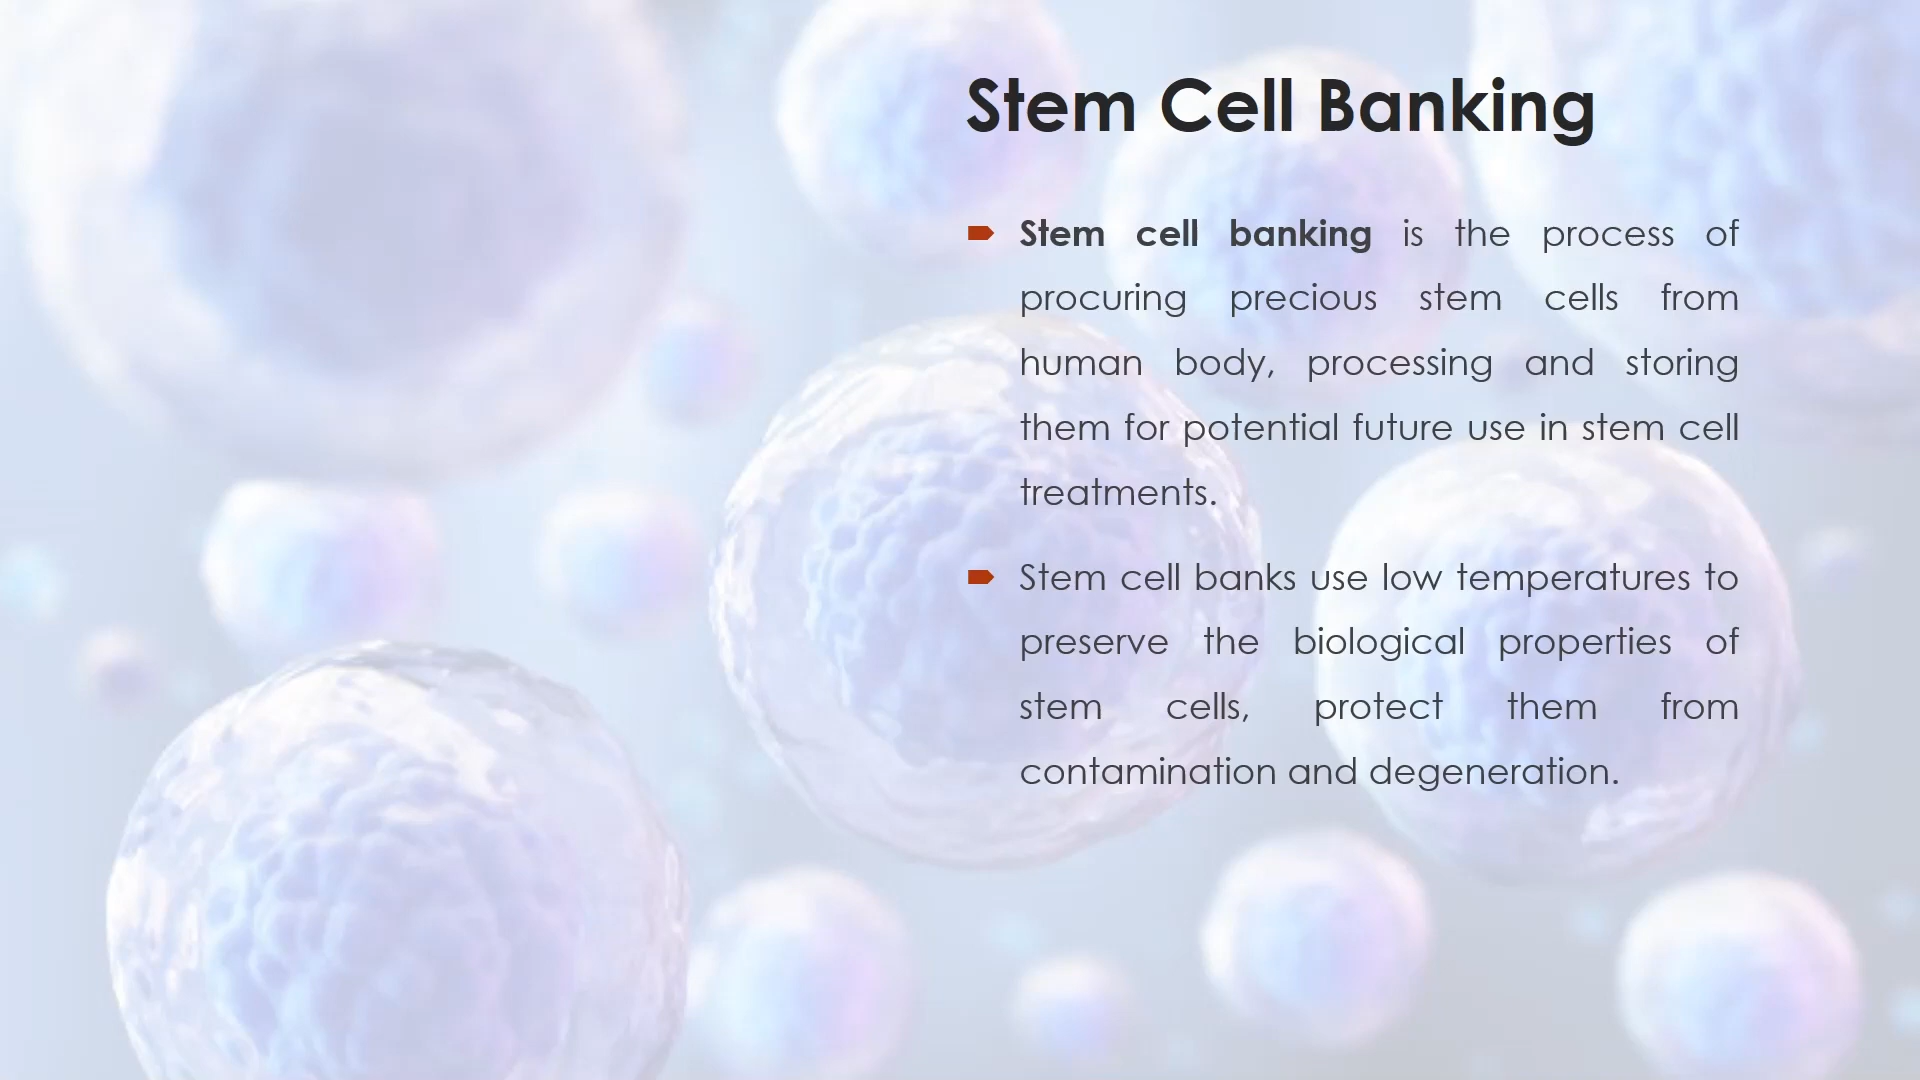 Stem Cell Banking
Stem cell banking is the process of
procuring precious stem cells from
human body, processing and storing
them for potential future use in stem cell
treatments.
Stem cell banks use low temperatures to
preserve the biological properties of
stem cells, protect them from
contamination and degeneration.